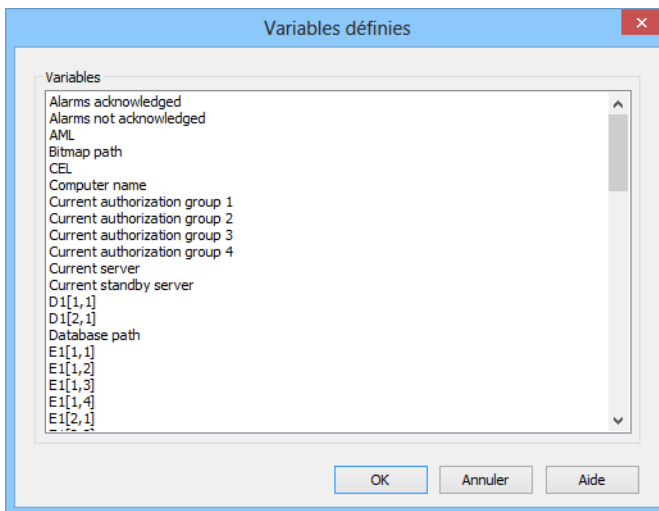 Variables définies
Variables
Alarms acknowledged
Alarms not acknowledged
AML
Bitmap path
CEL
Computer name
Current authorization group 1
Current authorization group 2
Current authorization group 3
Current authorization group 4
Current server
Current standby server
D1[1,1]
D1[2,1]
Database path
E1[1,1]
E1[1,2]
E1[1,3]
E1[1,4]
E1[2,1]
OK Annuler Aide